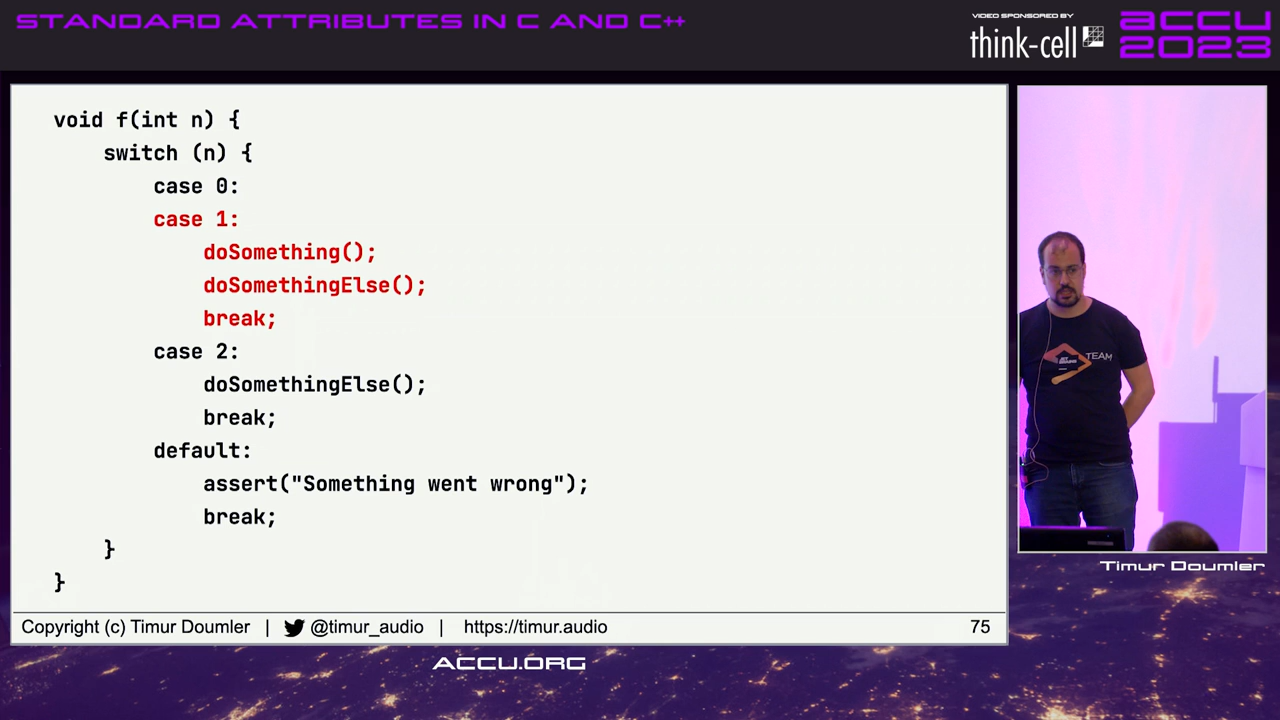 STANDARD ATTRIBUTES IN C AND C++
VIDEO SPONSORED BY
think-cell
ACCU
2023
void f(int n) {
switch (n) {
case 0:
case 1:
doSomething();
doSomethingElse();
break;
case 2:
doSomethingElse();
break;
default:
assert("Something went wrong");
break;
}
}
TEAM
Timur Doumler
Copyright (c) Timur Doumler | @timur_audio | https://timur.audio
75
ACCU.ORG